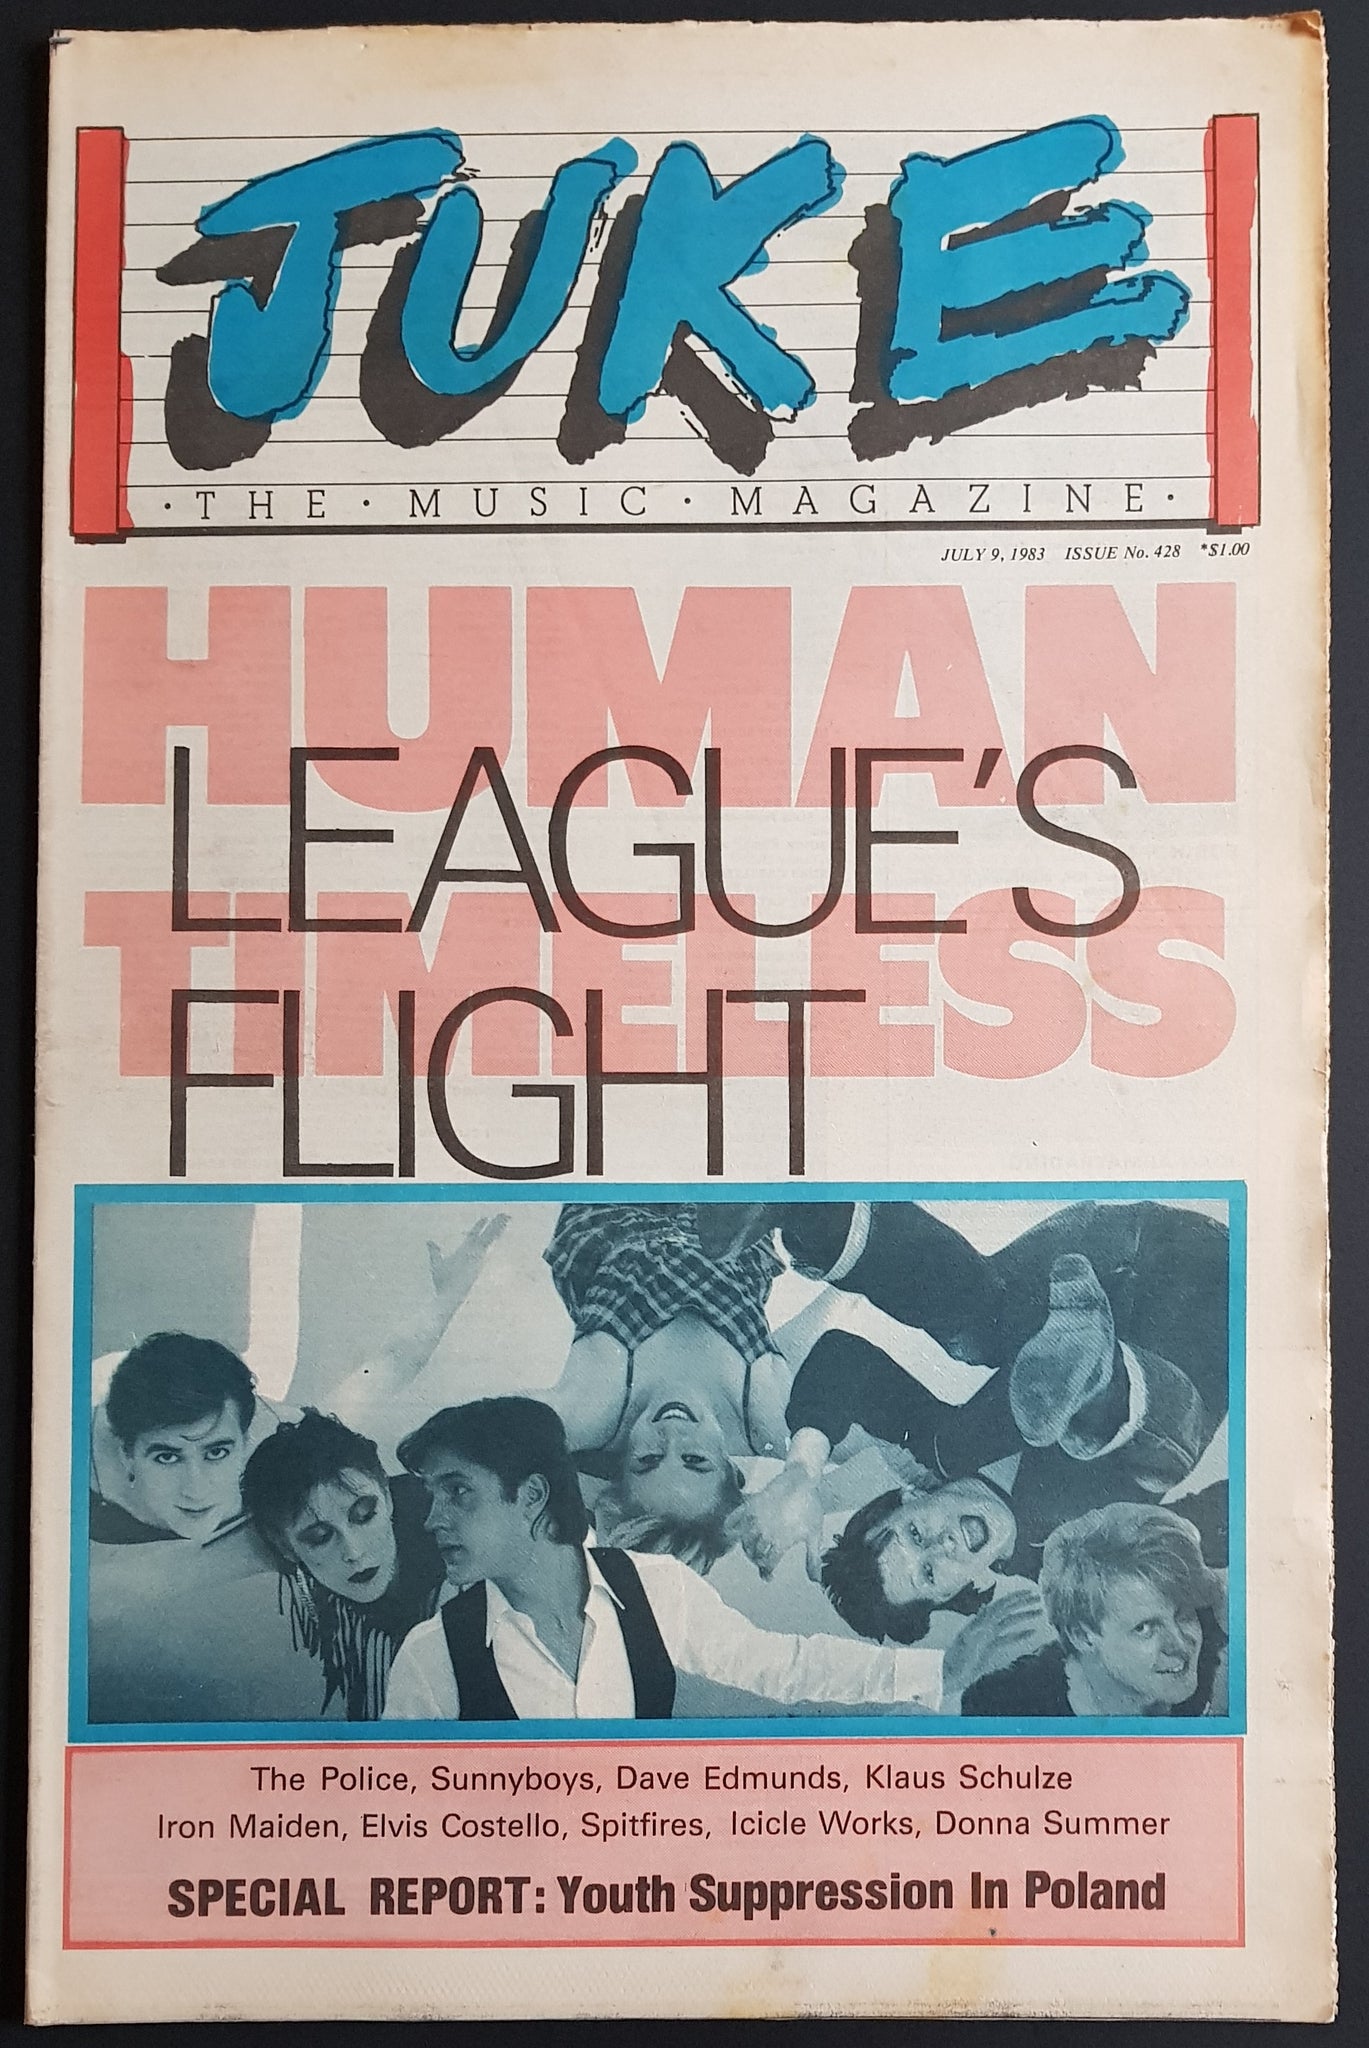 JUKE
·THE·MUSIC·MAGAZINE·
JULY 9, 1983 ISSUE No. 428 *$1.00
HUMAN
LEAGUE'S
TIMELESS
FLIGHT
The Police, Sunnyboys, Dave Edmunds, Klaus Schulze
Iron Maiden, Elvis Costello, Spitfires, Icicle Works, Donna Summer
SPECIAL REPORT: Youth Suppression In Poland